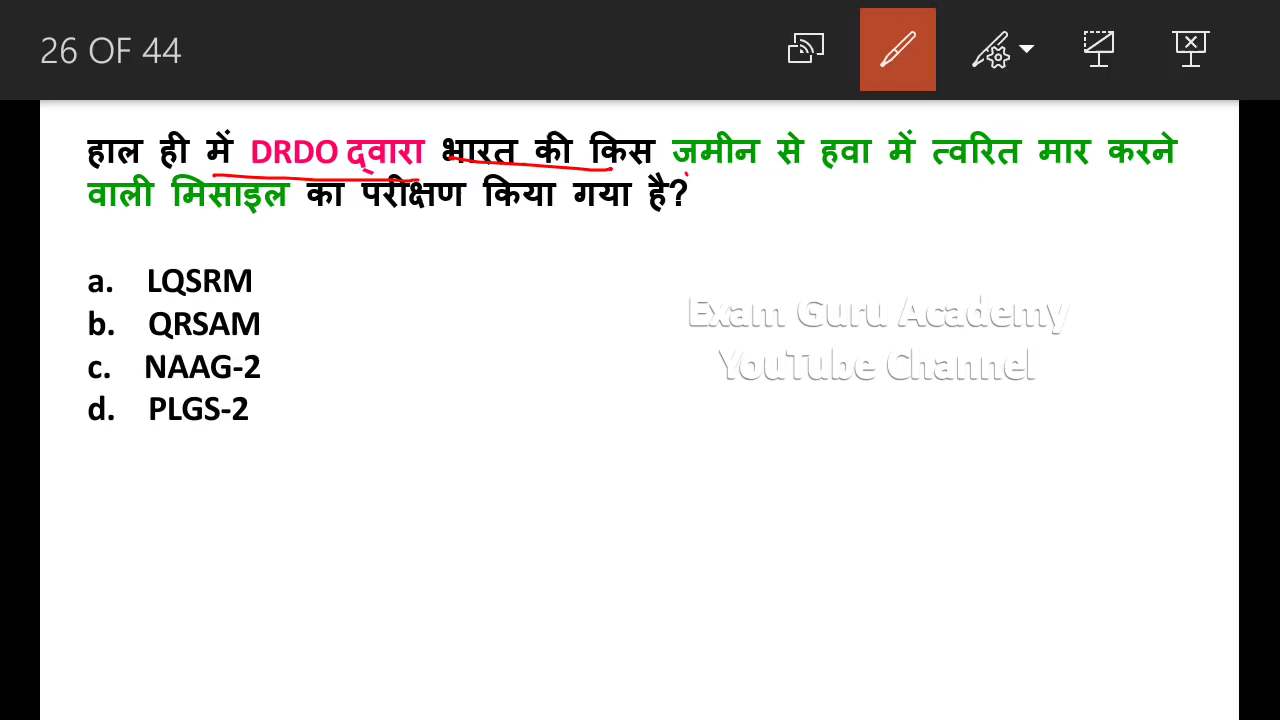 26 OF 44
हाल ही में DRDO द्वारा भारत की किस जमीन से हवा में त्वरित मार करने
वाली मिसाइल का परीक्षण किया गया है?
a. LQSRM
b. QRSAM
c. NAAG-2
d. PLGS-2
Exam Guru Academy
YouTube Channel